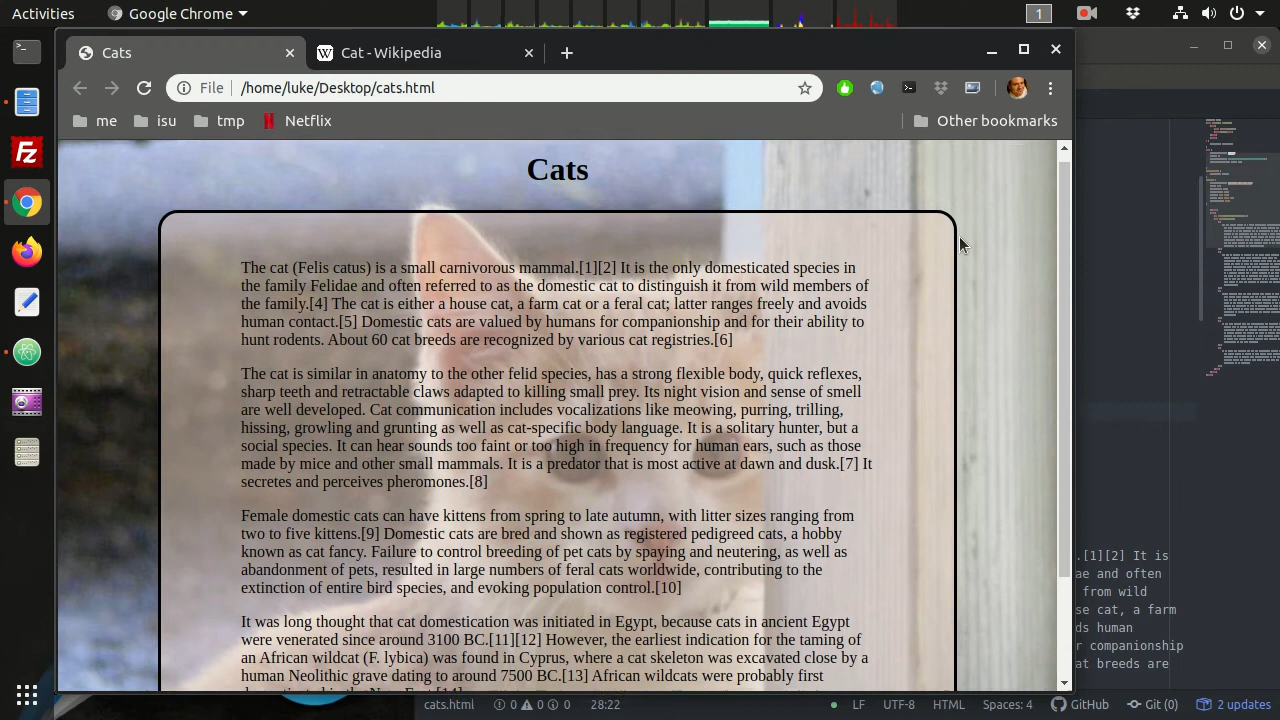 Activities
Google Chrome
1
Cats
Cat - Wikipedia
File
/home/luke/Desktop/cats.html
me
isu
tmp
Netflix
Other bookmarks
Cats
The cat (Felis catus) is a small carnivorous mammal.[1][2] It is the only domesticated species in
the family Felidae and often referred to as the domestic cat to distinguish it from wild members of
the family.[4] The cat is either a house cat, a farm cat or a feral cat; latter ranges freely and avoids
human contact.[5] Domestic cats are valued by humans for companionship and for their ability to
hunt rodents. About 60 cat breeds are recognized by various cat registries.[6]
The cat is similar in anatomy to the other felid species, has a strong flexible body, quick reflexes,
sharp teeth and retractable claws adapted to killing small prey. Its night vision and sense of smell
are well developed. Cat communication includes vocalizations like meowing, purring, trilling,
hissing, growling and grunting as well as cat-specific body language. It is a solitary hunter, but a
social species. It can hear sounds too faint or too high in frequency for human ears, such as those
made by mice and other small mammals. It is a predator that is most active at dawn and dusk.[7] It
secretes and perceives pheromones.[8]
Female domestic cats can have kittens from spring to late autumn, with litter sizes ranging from
two to five kittens.[9] Domestic cats are bred and shown as registered pedigreed cats, a hobby
known as cat fancy. Failure to control breeding of pet cats by spaying and neutering, as well as
abandonment of pets, resulted in large numbers of feral cats worldwide, contributing to the
extinction of entire bird species, and evoking population control.[10]
It was long thought that cat domestication was initiated in Egypt, because cats in ancient Egypt
were venerated since around 3100 BC.[11][12] However, the earliest indication for the taming of
an African wildcat (F. lybica) was found in Cyprus, where a cat skeleton was excavated close by a
human Neolithic grave dating to around 7500 BC.[13] African wildcats were probably first
.[1][2] It is
ae and often
from wild
se cat, a farm
ds human
r companionship
at breeds are
cats.html
0
0
0
28:22
LF
UTF-8
HTML
Spaces: 4
GitHub
Git (0)
2 updates